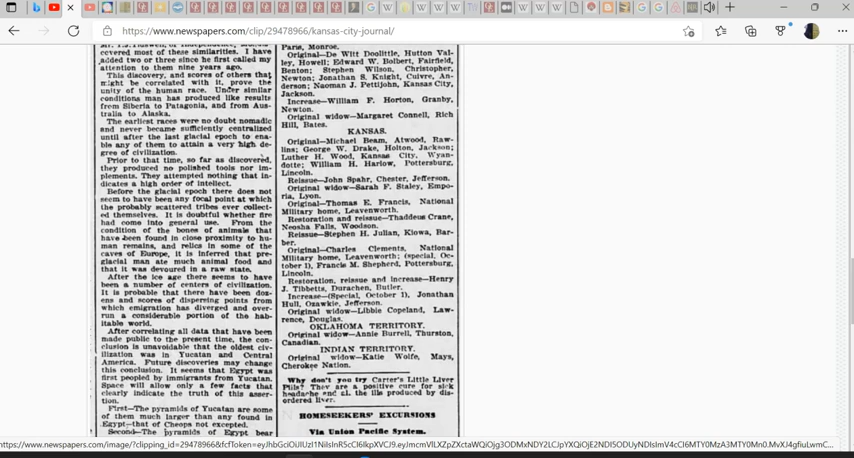 https://www.newspapers.com/clip/29478966/kansas-city-journal/
covered most of these similarities. I have
added two or three since he first called my
attention to them nine years ago.
This discovery, and scores of others that
might be correlated with it, prove the
unity of the human race. Under similar
conditions man has produced like results
from Siberia to Patagonia, and from Aus-
tralia to Alaska.
The earliest races were no doubt nomadic
and never became sufficiently centralized
until after the last glacial epoch to ena-
ble any of them to attain a very high de-
gree of civilization.
Prior to that time, so far as discovered,
they produced no polished tools nor im-
plements. They attempted nothing that in-
dicates a high order of intellect.
Before the glacial epoch there does not
seem to have been any focal point at which
the probably scattered tribes ever collect-
ed themselves. It is doubtful whether fire
had come into general use. From the
condition of the bones of animals that
have been found in close proximity to hu-
man remains, and relics in some of the
caves of Europe, it is inferred that pre-
glacial man ate much animal food and
that it was devoured in a raw state.
After the ice age there seems to have
been a number of centers of civilization.
It is probable that there have been doz-
ens and scores of dispersing points from
which emigration has diverged and over-
run a considerable portion of the hab-
itable world.
After correlating all data that have been
made public to the present time, the con-
clusion is unavoidable that the oldest civ-
ilization was in Yucatan and Central
America. Future discoveries may change
this conclusion. It seems that Egypt was
first peopled by immigrants from Yucatan.
Space will allow only a few facts that
clearly indicate the truth of this asser-
tion.
First—The pyramids of Yucatan are some
of them much larger than any found in
Egypt—that of Cheops not excepted.
Second—The pyramids of Egypt bear
Paris, Monroe.
Original—De Witt Doolittle, Hutton Val-
ley, Howell; Edward W. Bolbert, Fairfield,
Benton; Stephen Wilson, Christopher,
Newton; Jonathan S. Knight, Cuivre, An-
derson; Naoman J. Pettijohn, Kansas City,
Jackson.
Increase—William F. Horton, Granby,
Newton.
Original widow—Margaret Connell, Rich
Hill, Bates.
KANSAS.
Original—Michael Beam, Atwood, Raw-
lins; George W. Drake, Holton, Jackson;
Luther H. Wood, Kansas City, Wyan-
dotte; William H. Harlow, Pottersburg,
Lincoln.
Reissue—John Spahr, Chester, Jefferson.
Original widow—Sarah F. Staley, Empo-
ria, Lyon.
Original—Thomas E. Francis, National
Military home, Leavenworth.
Restoration and reissue—Thaddeus Crane,
Neosha Falls, Woodson.
Reissue—Stephen H. Julian, Kiowa, Bar-
ber.
Original—Charles Clements, National
Military home, Leavenworth; (special, Oc-
tober 1), Francis M. Shepherd, Pottersburg,
Lincoln.
Restoration, reissue and increase—Henry
J. Tibbetts, Durachen, Butler.
Increase—(Special, October 1), Jonathan
Hull, Ozawkie, Jefferson.
Original widow—Libbie Copeland, Law-
rence, Douglas.
OKLAHOMA TERRITORY.
Original widow—Annie Burrell, Thurston,
Canadian.
INDIAN TERRITORY.
Original widow—Katie Wolfe, Mays,
Cherokee Nation.
Why don't you try Carter's Little Liver
Pills? They are a positive cure for sick
headache and all the ills produced by dis-
ordered liver.
HOMESEEKERS' EXCURSIONS
Via Union Pacific System.